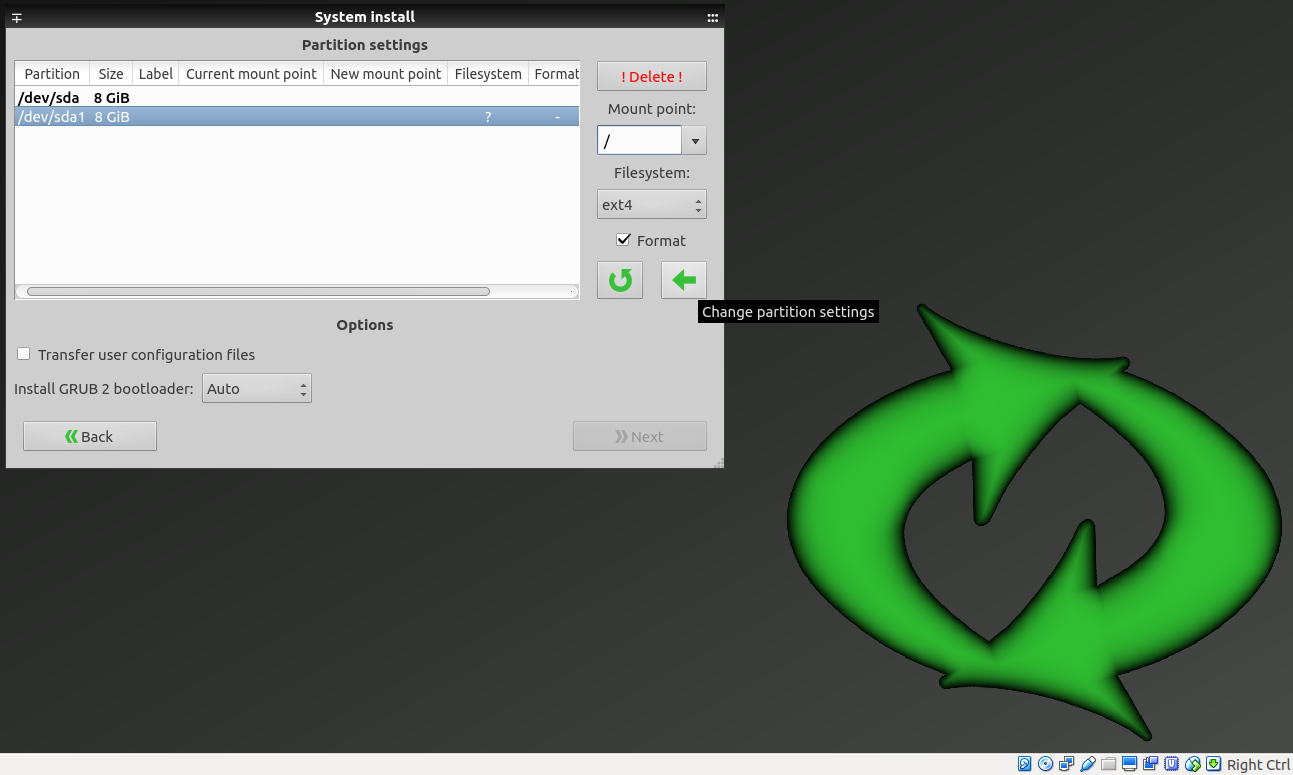 System install
Partition settings
Partition Size Label Current mount point New mount point Filesystem Format
/dev/sda 8 GiB
/dev/sda1 8 GiB ? -
! Delete !
Mount point:
/
Filesystem:
ext4
Format
Change partition settings
Options
Transfer user configuration files
Install GRUB 2 bootloader: Auto
Back Next
Right Ctrl